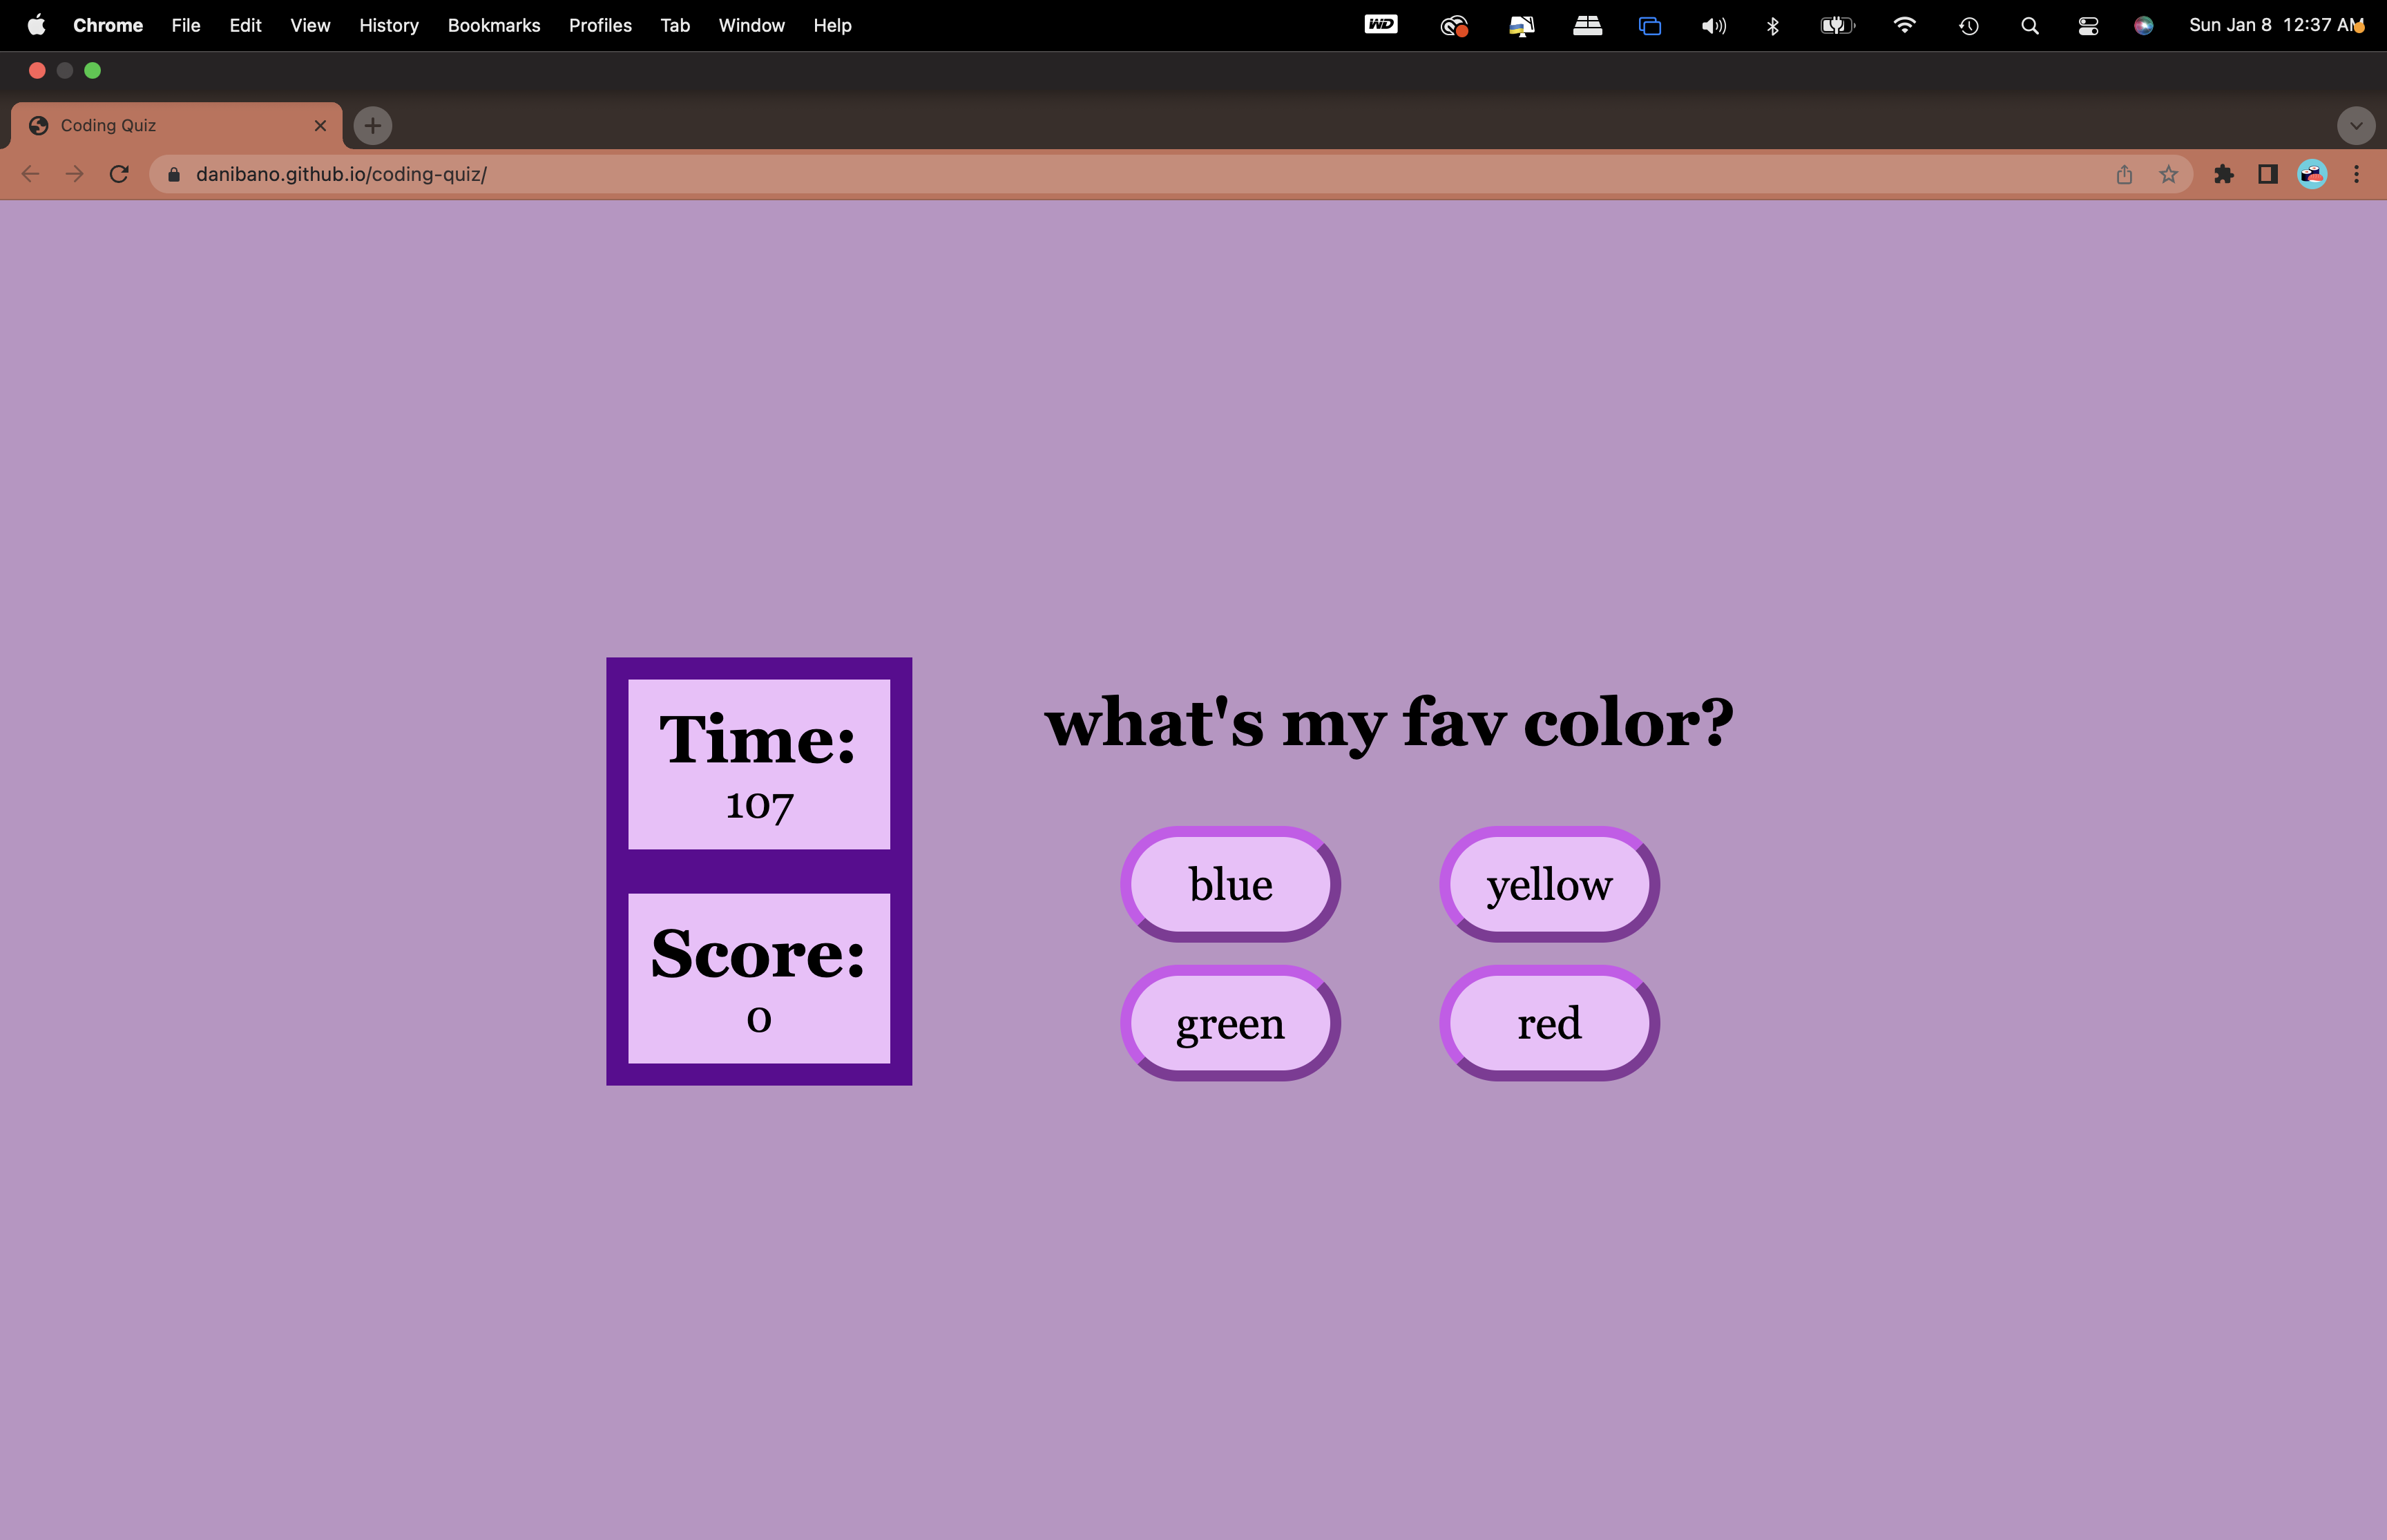 Chrome File Edit View History Bookmarks Profiles Tab Window Help WD Sun Jan 8 12:37 AM
Coding Quiz
danibano.github.io/coding-quiz/
Time:
107
Score:
0
what's my fav color?
blue yellow
green red